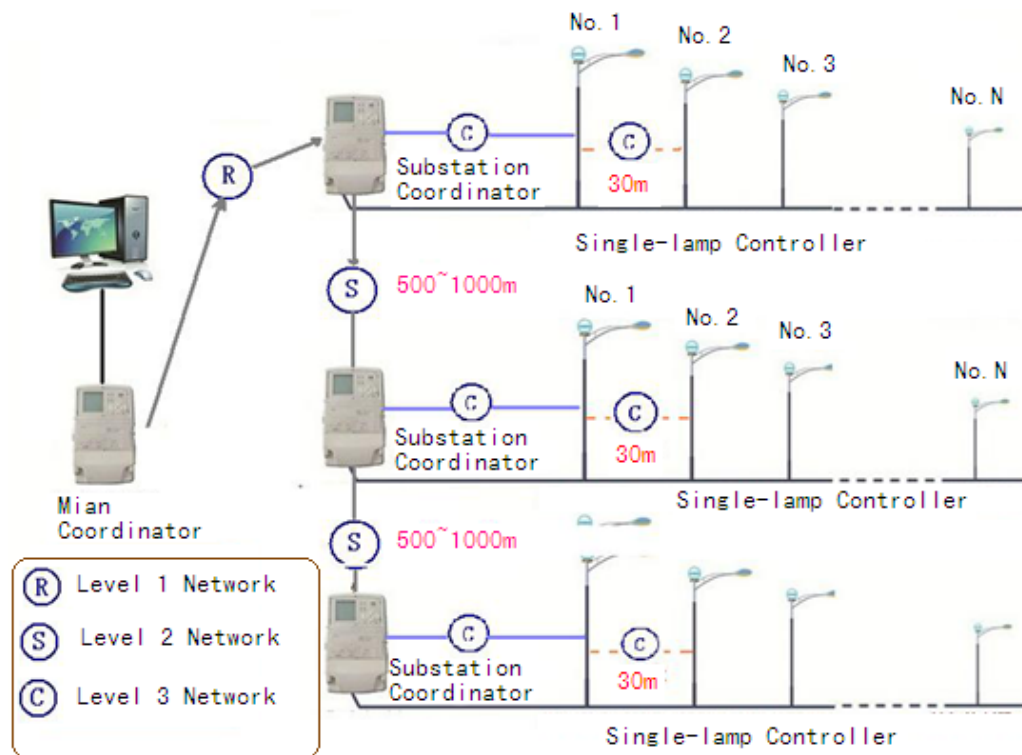 No.1
No.2
No.3
No.N
C
C
R
Substation
Coordinator
30m
Single-lamp Controller
S
500~1000m
No.1
No.2
No.3
No.N
C
C
Substation
Coordinator
30m
Single-lamp Controller
Mian
Coordinator
S
500~1000m
R Level 1 Network
S Level 2 Network
C Level 3 Network
C
C
Substation
Coordinator
30m
Single-lamp Controller